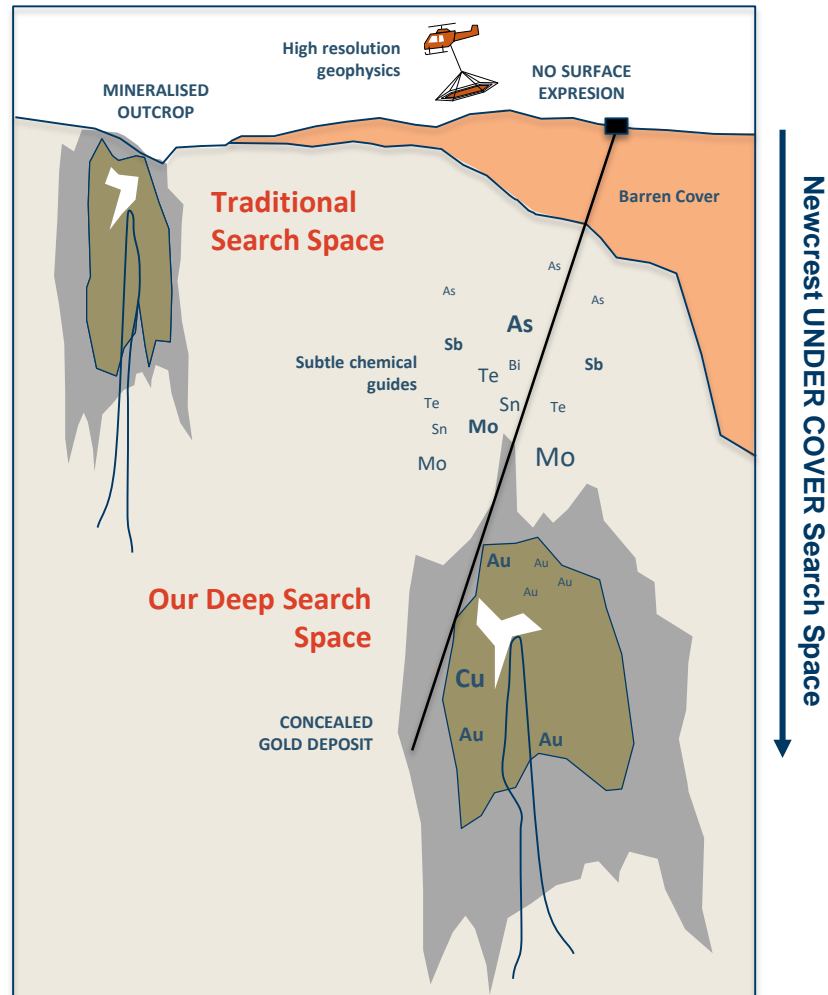 High resolution
geophysics
NO SURFACE
EXPRESION
MINERALISED
OUTCROP
Traditional
Search Space
Barren Cover
As
As
As
As
Sb
Sb
Bi
Subtle chemical
guides
Te
Te
Sn
Te
Sn
Mo
Mo
Mo
Au
Au
Au
Au
Our Deep Search
Space
Cu
CONCEALED
GOLD DEPOSIT
Au
Au
Newcrest UNDER COVER Search Space